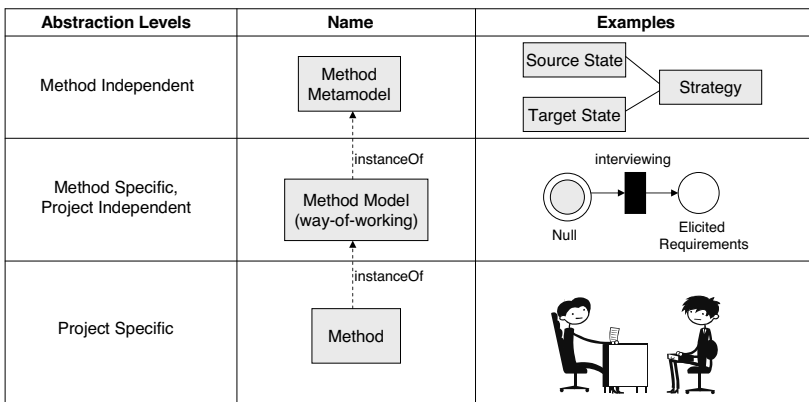 Abstraction Levels
Name
Examples
Method Independent
Method
Metamodel
Source State
Target State
Strategy
instanceOf
Method Specific,
Project Independent
Method Model
(way-of-working)
interviewing
Null
Elicited
Requirements
instanceOf
Project Specific
Method